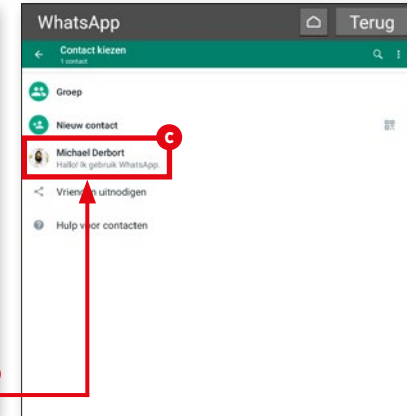 WhatsApp Terug
Contact kiezen
1 contact
Groep
Nieuw contact
C
Michael Derbort
Hallo! Ik gebruik WhatsApp.
Vrienden uitnodigen
Hulp voor contacten